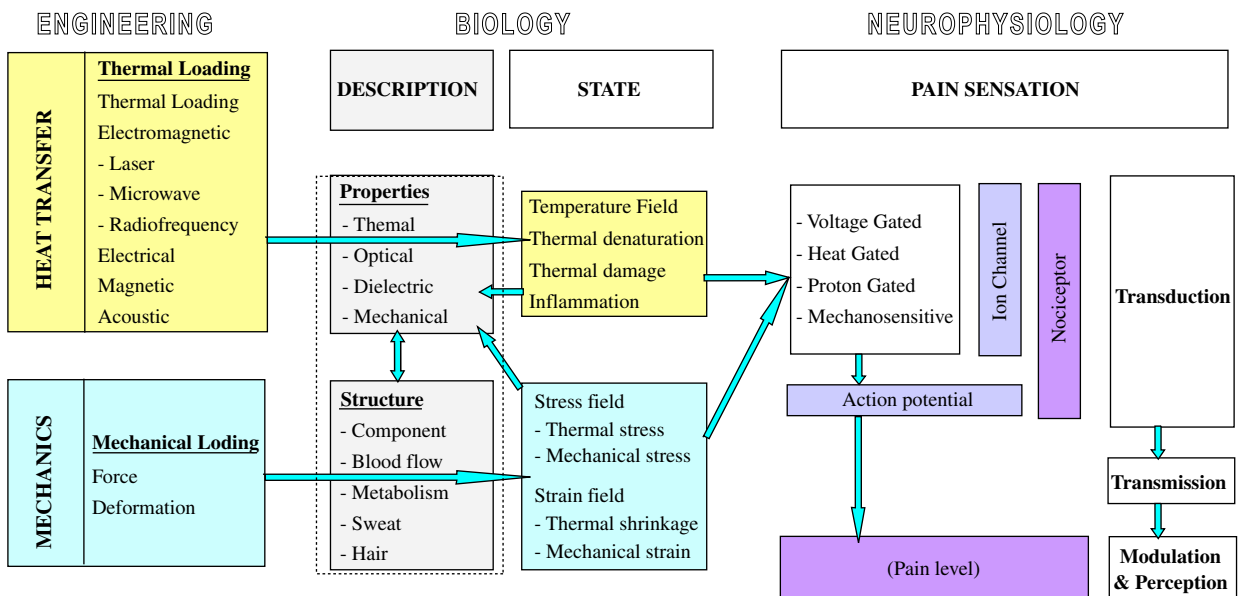 ENGINEERING
BIOLOGY
NEUROPHYSIOLOGY
HEAT TRANSFER
Thermal Loading
Thermal Loading
Electromagnetic
- Laser
- Microwave
- Radiofrequency
Electrical
Magnetic
Acoustic
MECHANICS
Mechanical Loding
Force
Deformation
DESCRIPTION
STATE
Properties
- Themal
- Optical
- Dielectric
- Mechanical
Structure
- Component
- Blood flow
- Metabolism
- Sweat
- Hair
Temperature Field
Thermal denaturation
Thermal damage
Inflammation
Stress field
- Thermal stress
- Mechanical stress
Strain field
- Thermal shrinkage
- Mechanical strain
PAIN SENSATION
- Voltage Gated
- Heat Gated
- Proton Gated
- Mechanosensitive
Ion Channel
Nociceptor
Action potential
(Pain level)
Transduction
Transmission
Modulation
& Perception